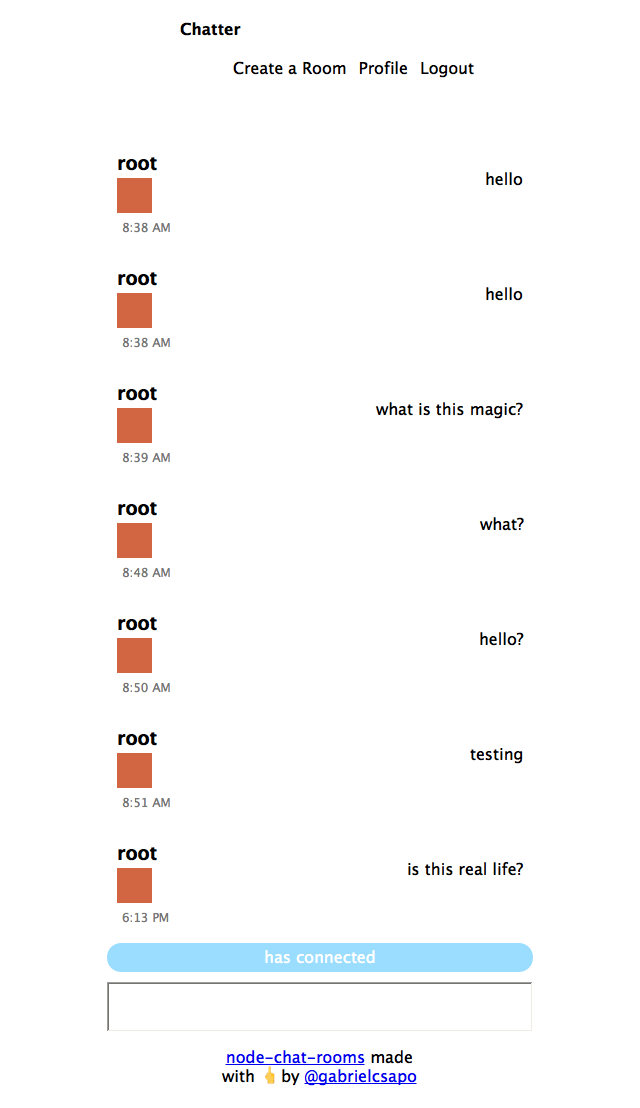 Chatter
Create a Room Profile Logout
root
hello
8:38 AM
root
hello
8:38 AM
root
what is this magic?
8:39 AM
root
what?
8:48 AM
root
hello?
8:50 AM
root
testing
8:51 AM
root
is this real life?
6:13 PM
has connected
node-chat-rooms made
with 🖕 by @gabrielcsapo